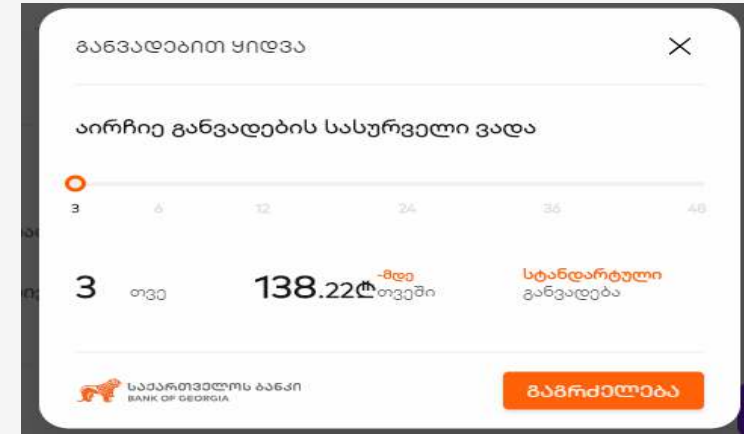 განვადებით ყიდვა
აირჩიე განვადების სასურველი ვადა
3 6 12 24 36 48
3 თვე 138.22₾ -მდე თვეში სტანდარტული განვადება
საქართველოს ბანკი
BANK OF GEORGIA
გაგრძელება